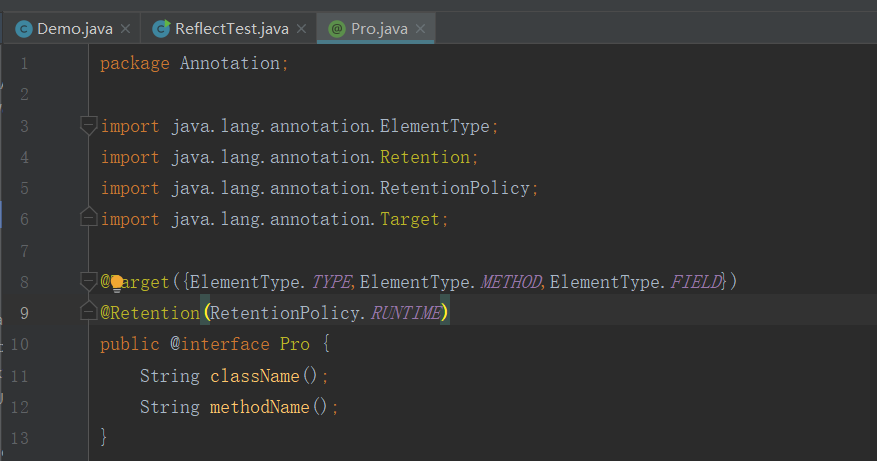 Demo.java
ReflectTest.java
Pro.java
1 package Annotation;
2
3 import java.lang.annotation.ElementType;
4 import java.lang.annotation.Retention;
5 import java.lang.annotation.RetentionPolicy;
6 import java.lang.annotation.Target;
7
8 @Target({ElementType.TYPE,ElementType.METHOD,ElementType.FIELD})
9 @Retention(RetentionPolicy.RUNTIME)
10 public @interface Pro {
11 String className();
12 String methodName();
13 }